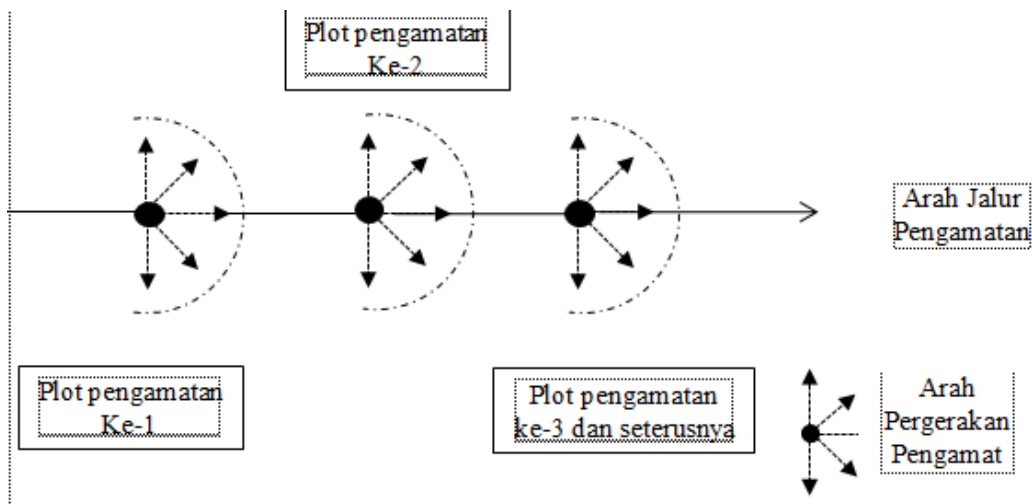 Plot pengamatan
Ke-2
Arah Jalur
Pengamatan
Plot pengamatan
Ke-1
Plot pengamatan
ke-3 dan seterusnya
Arah
Pergerakan
Pengamat